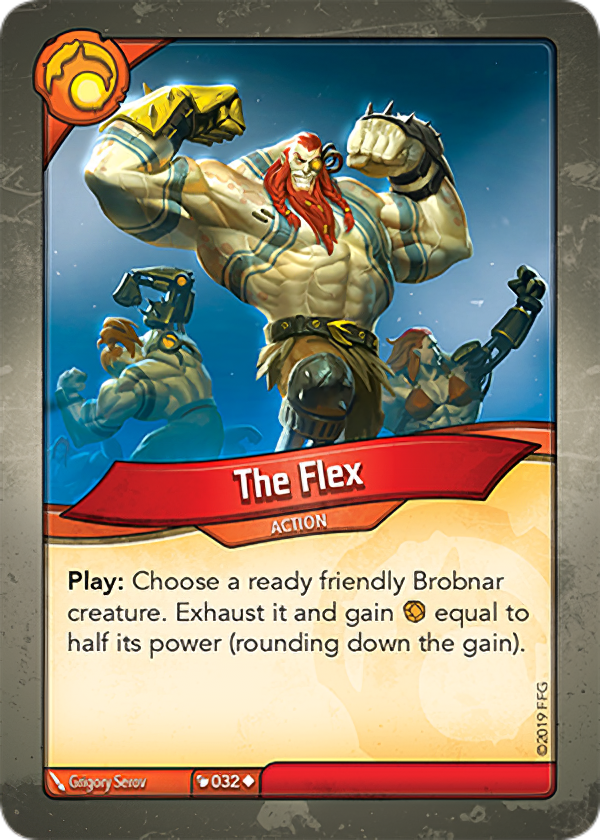 The Flex
ACTION
Play: Choose a ready friendly Brobnar
creature. Exhaust it and gain equal to
half its power (rounding down the gain).
©2019 FFG
Grigory Serov
032